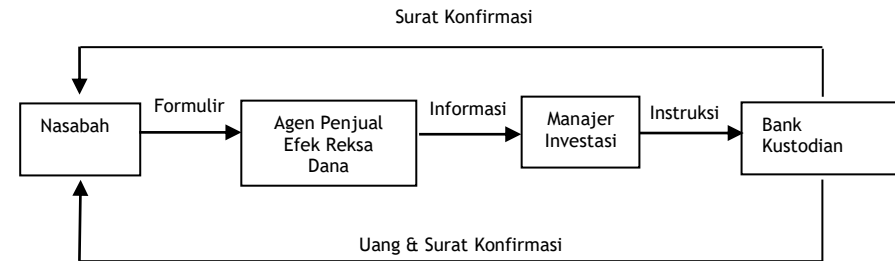 Surat Konfirmasi
Nasabah
Formulir
Agen Penjual
Efek Reksa
Dana
Informasi
Manajer
Investasi
Instruksi
Bank
Kustodian
Uang & Surat Konfirmasi